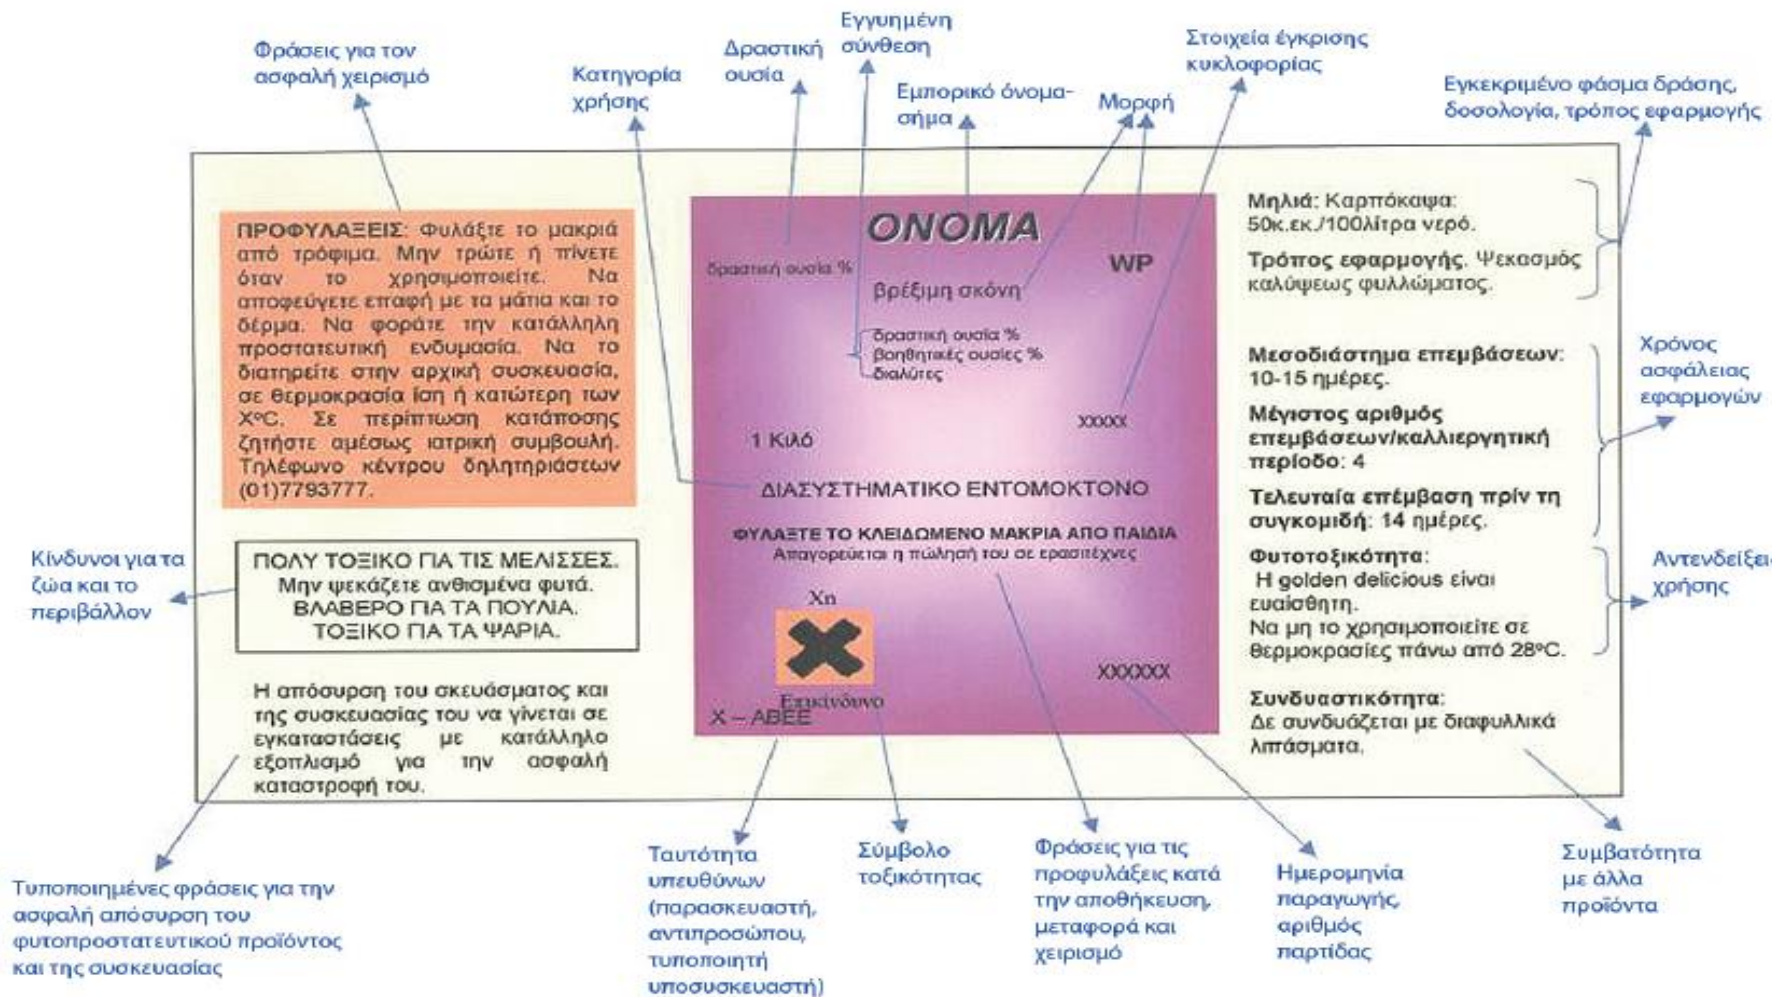 Φράσεις για τον
ασφαλή χειρισμό
Κατηγορία
χρήσης
Δραστική
ουσία
Εγγυημένη
σύνθεση
Εμπορικό όνομα-
σήμα
Μορφή
Στοιχεία έγκρισης
κυκλοφορίας
Εγκεκριμένο φάσμα δράσης,
δοσολογία, τρόπος εφαρμογής
ΠΡΟΦΥΛΑΞΕΙΣ: Φυλάξτε το μακριά
από τρόφιμα. Μην τρώτε ή πίνετε
όταν το χρησιμοποιείτε. Να
αποφεύγετε επαφή με τα μάτια και το
δέρμα. Να φοράτε την κατάλληλη
προστατευτική ενδυμασία. Να το
διατηρείτε στην αρχική συσκευασία,
σε θερμοκρασία ίση ή κατώτερη των
XºC. Σε περίπτωση κατάποσης
ζητήστε αμέσως ιατρική συμβουλή.
Τηλέφωνο κέντρου δηλητηριάσεων
(01)7793777.
Κίνδυνοι για τα
ζώα και το
περιβάλλον
ΠΟΛΥ ΤΟΞΙΚΟ ΓΙΑ ΤΙΣ ΜΕΛΙΣΣΕΣ.
Μην ψεκάζετε ανθισμένα φυτά.
ΒΛΑΒΕΡΟ ΓΙΑ ΤΑ ΠΟΥΛΙΑ.
ΤΟΞΙΚΟ ΓΙΑ ΤΑ ΨΑΡΙΑ.
Η απόσυρση του σκευάσματος και
της συσκευασίας του να γίνεται σε
εγκαταστάσεις με κατάλληλο
εξοπλισμό για την ασφαλή
καταστροφή του.
ΟΝΟΜΑ
δραστική ουσία %
WP
βρέξιμη σκόνη
δραστική ουσία %
βοηθητικές ουσίες %
διαλύτες
xxxxx
1 Κιλό
ΔΙΑΣΥΣΤΗΜΑΤΙΚΟ ΕΝΤΟΜΟΚΤΟΝΟ
ΦΥΛΑΞΤΕ ΤΟ ΚΛΕΙΔΩΜΕΝΟ ΜΑΚΡΙΑ ΑΠΟ ΠΑΙΔΙΑ
Απαγορεύεται η πώλησή του σε ερασιτέχνες
Xn
Επικίνδυνο
XXXXXX
Χ – ΑΒΕΕ
Μηλιά: Καρπόκαψα:
50κ.εκ./100λίτρα νερό.
Τρόπος εφαρμογής. Ψεκασμός
καλύψεως φυλλώματος.
Μεσοδιάστημα επεμβάσεων:
10-15 ημέρες.
Μέγιστος αριθμός
επεμβάσεων/καλλιεργητική
περίοδο: 4
Τελευταία επέμβαση πρίν τη
συγκομιδή: 14 ημέρες.
Φυτοτοξικότητα:
Η golden delicious είναι
ευαίσθητη.
Να μη το χρησιμοποιείτε σε
θερμοκρασίες πάνω από 28ºC.
Συνδυαστικότητα:
Δε συνδυάζεται με διαφυλλικά
λιπάσματα.
Χρόνος
ασφάλειας
εφαρμογών
Αντενδείξεις
χρήσης
Τυποποιημένες φράσεις για την
ασφαλή απόσυρση του
φυτοπροστατευτικού προϊόντος
και της συσκευασίας
Ταυτότητα
υπευθύνων
(παρασκευαστή,
αντιπροσώπου,
τυποποιητή
υποσυσκευαστή)
Σύμβολο
τοξικότητας
Φράσεις για τις
προφυλάξεις κατά
την αποθήκευση,
μεταφορά και
χειρισμό
Ημερομηνία
παραγωγής,
αριθμός
παρτίδας
Συμβατότητα
με άλλα
προϊόντα